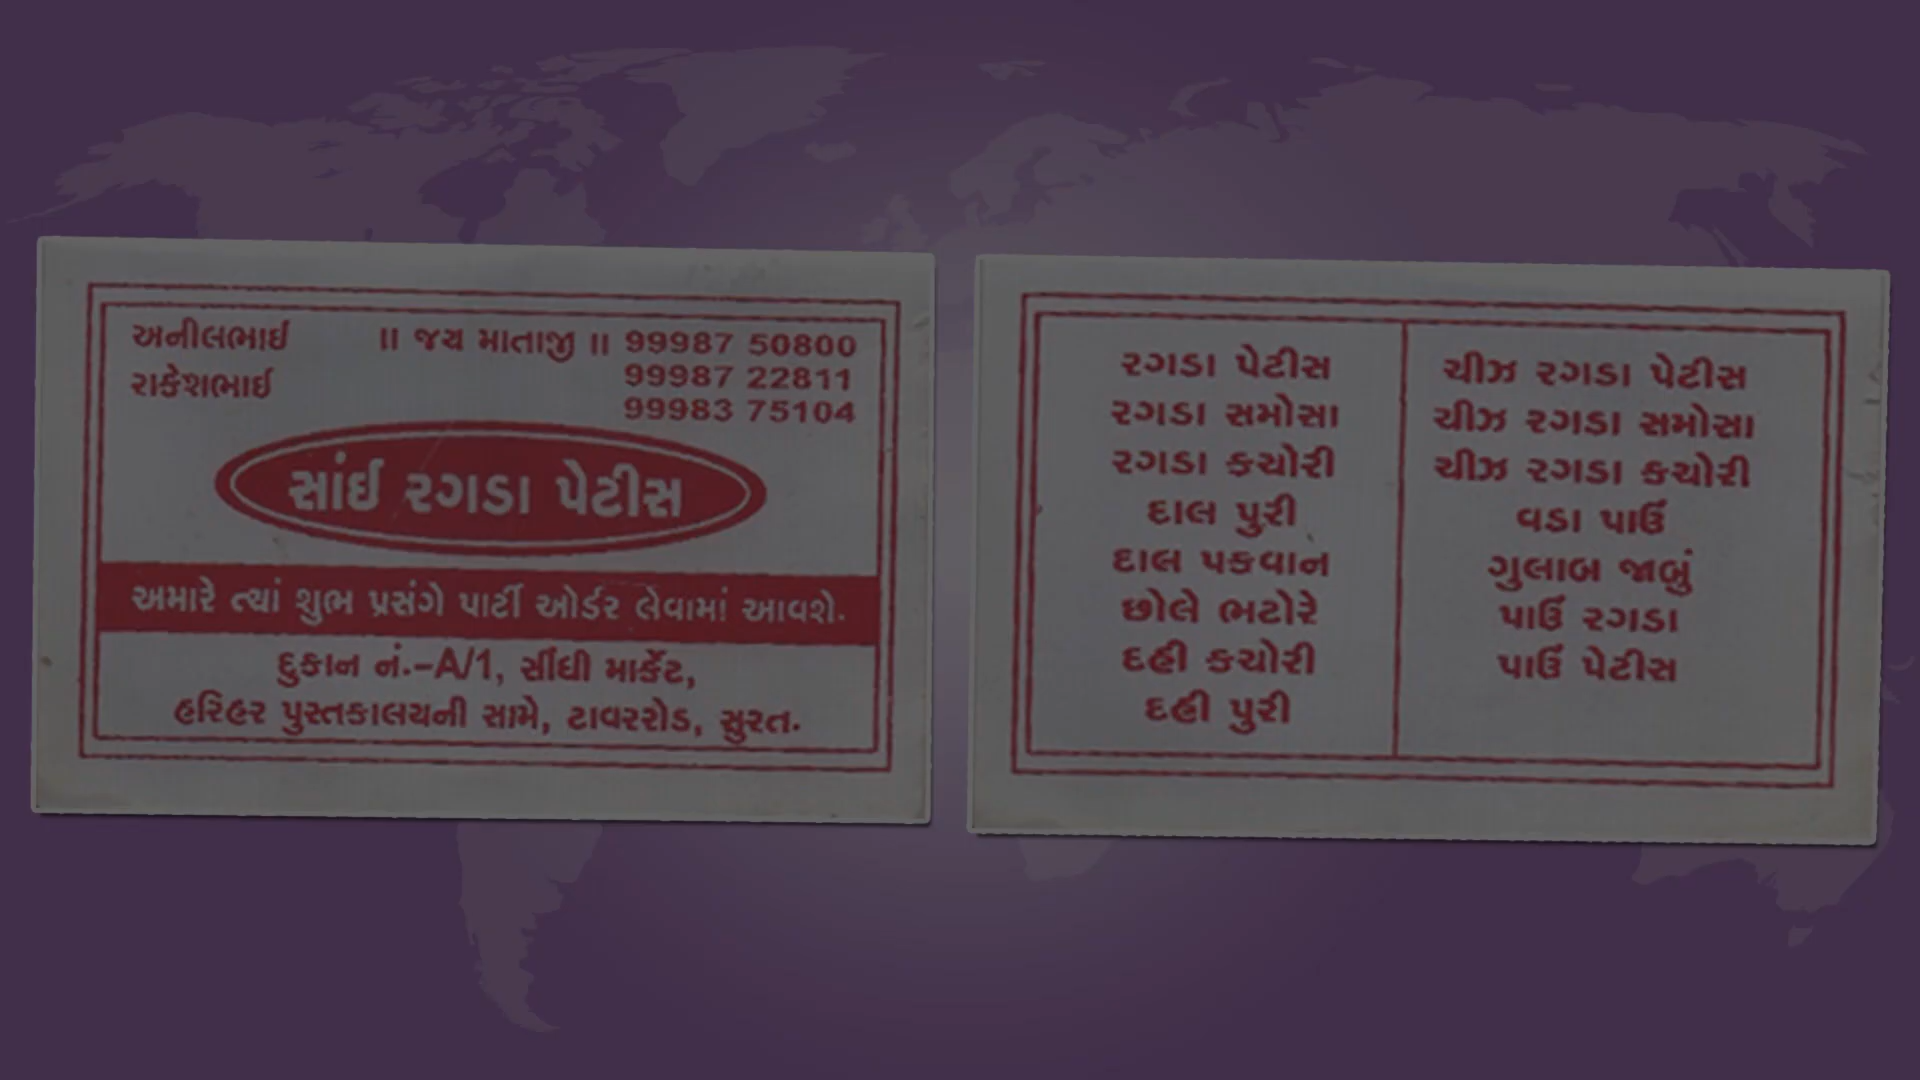 અનીલભાઈ ॥ જય માતાજી ॥ 99987 50800
રાકેશભાઈ 99987 22811
99983 75104
સાંઈ રગડા પેટીસ
અમારે ત્યાં શુભ પ્રસંગે પાર્ટી ઓર્ડર લેવામાં આવશે.
દુકાન નં.-A/1, સીંધી માર્કેટ,
હરિહર પુસ્તકાલયની સામે, ટાવરરોડ, સુરત.
રગડા પેટીસ
રગડા સમોસા
રગડા કચોરી
દાલ પુરી
દાલ પકવાન
છોલે ભટોરે
દહી કચોરી
દહી પુરી
ચીઝ રગડા પેટીસ
ચીઝ રગડા સમોસા
ચીઝ રગડા કચોરી
વડા પાઉં
ગુલાબ જાબું
પાઉં રગડા
પાઉં પેટીસ